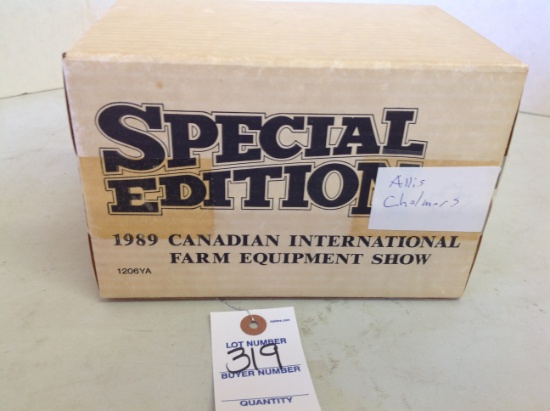 SPECIAL
EDITION
Allis
Chalmers
1989 CANADIAN INTERNATIONAL
FARM EQUIPMENT SHOW
1206YA
LOT NUMBER
319
BUYER NUMBER
QUANTITY